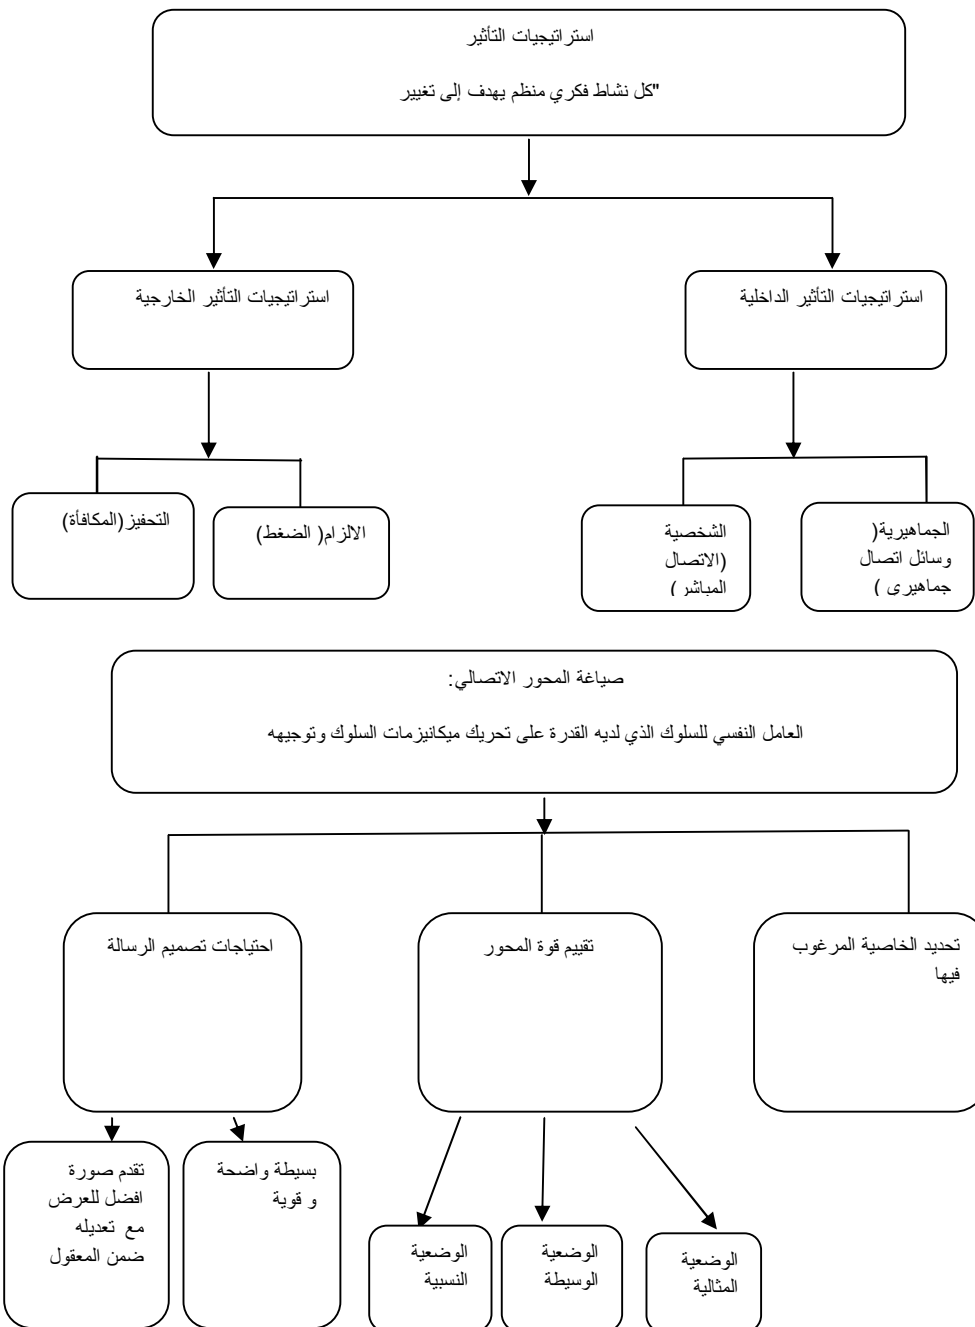 استراتيجيات التأثير
"كل نشاط فكري منظم يهدف إلى تغيير
استراتيجيات التأثير الداخلية
استراتيجيات التأثير الخارجية
الجماهيرية(
وسائل اتصال
جماهيري )
الشخصية
(الاتصال
المباشر )
الالزام( الضغط)
التحفيز(المكافأة)
صياغة المحور الاتصالي:
العامل النفسي للسلوك الذي لديه القدرة على تحريك ميكانيزمات السلوك وتوجيهه
تحديد الخاصية المرغوب
فيها
تقييم قوة المحور
احتياجات تصميم الرسالة
الوضعية
المثالية
الوضعية
الوسيطة
الوضعية
النسبية
بسيطة واضحة
و قوية
تقدم صورة
افضل للعرض
مع تعديله
ضمن المعقول